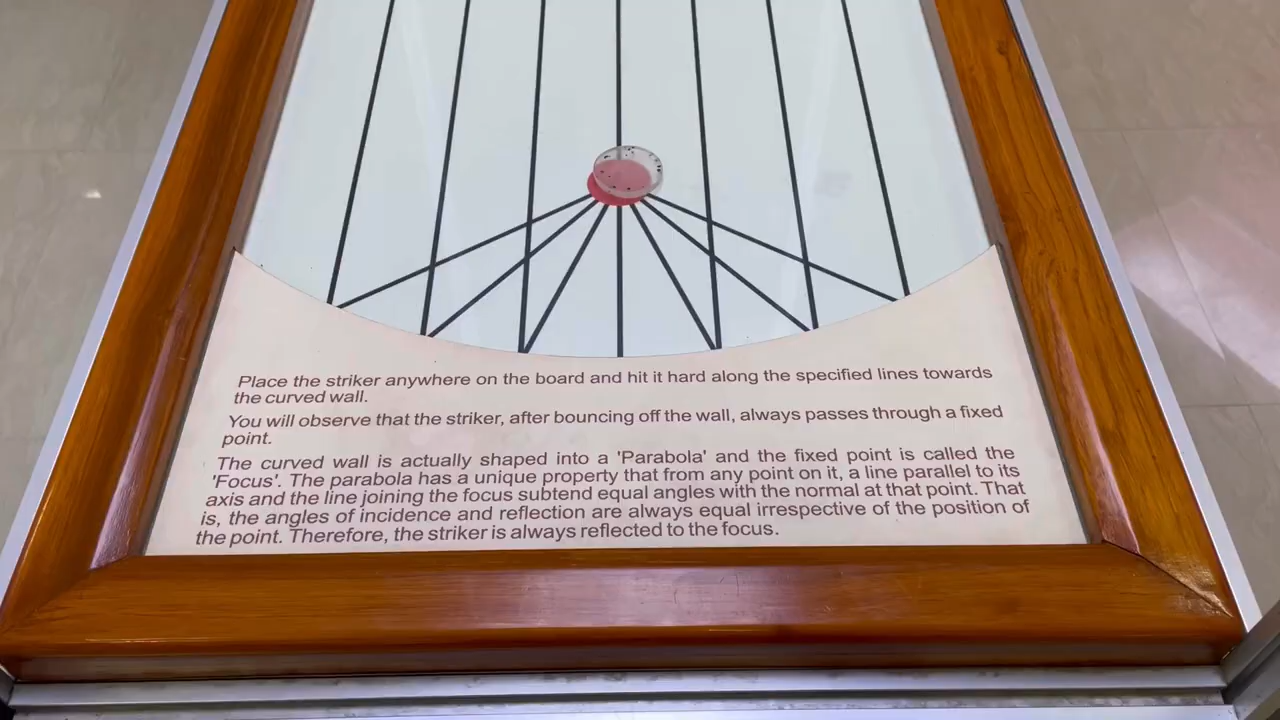 Place the striker anywhere on the board and hit it hard along the specified lines towards
the curved wall.
You will observe that the striker, after bouncing off the wall, always passes through a fixed
point.
The curved wall is actually shaped into a 'Parabola' and the fixed point is called the
'Focus'. The parabola has a unique property that from any point on it, a line parallel to its
axis and the line joining the focus subtend equal angles with the normal at that point. That
is, the angles of incidence and reflection are always equal irrespective of the position of
the point. Therefore, the striker is always reflected to the focus.